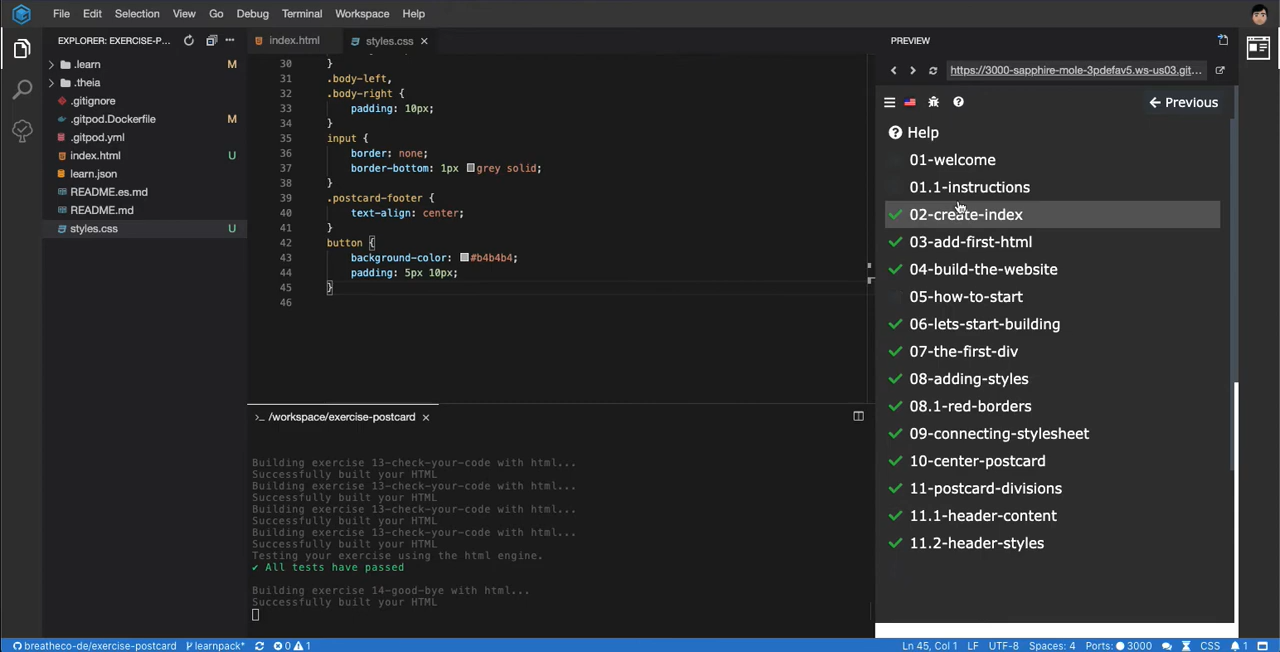 File Edit Selection View Go Debug Terminal Workspace Help
EXPLORER: EXERCISE-P...
.learn M
.theia
.gitignore
.gitpod.Dockerfile M
.gitpod.yml
index.html U
learn.json
README.es.md
README.md
styles.css U
index.html styles.css
30 }
31 .body-left,
32 .body-right {
33 padding: 10px;
34 }
35 input {
36 border: none;
37 border-bottom: 1px grey solid;
38 }
39 .postcard-footer {
40 text-align: center;
41 }
42 button {
43 background-color: #b4b4b4;
44 padding: 5px 10px;
45 }
46
>_ /workspace/exercise-postcard
Building exercise 13-check-your-code with html...
Successfully built your HTML
Building exercise 13-check-your-code with html...
Successfully built your HTML
Building exercise 13-check-your-code with html...
Successfully built your HTML
Building exercise 13-check-your-code with html...
Successfully built your HTML
Testing your exercise using the html engine.
✔ All tests have passed
Building exercise 14-good-bye with html...
Successfully built your HTML
PREVIEW
https://3000-sapphire-mole-3pdefav5.ws-us03.git...
Previous
Help
01-welcome
01.1-instructions
02-create-index
03-add-first-html
04-build-the-website
05-how-to-start
06-lets-start-building
07-the-first-div
08-adding-styles
08.1-red-borders
09-connecting-stylesheet
10-center-postcard
11-postcard-divisions
11.1-header-content
11.2-header-styles
breatheco-de/exercise-postcard learnpack* 0 1 Ln 45, Col 1 LF UTF-8 Spaces: 4 Ports: 3000 CSS 1